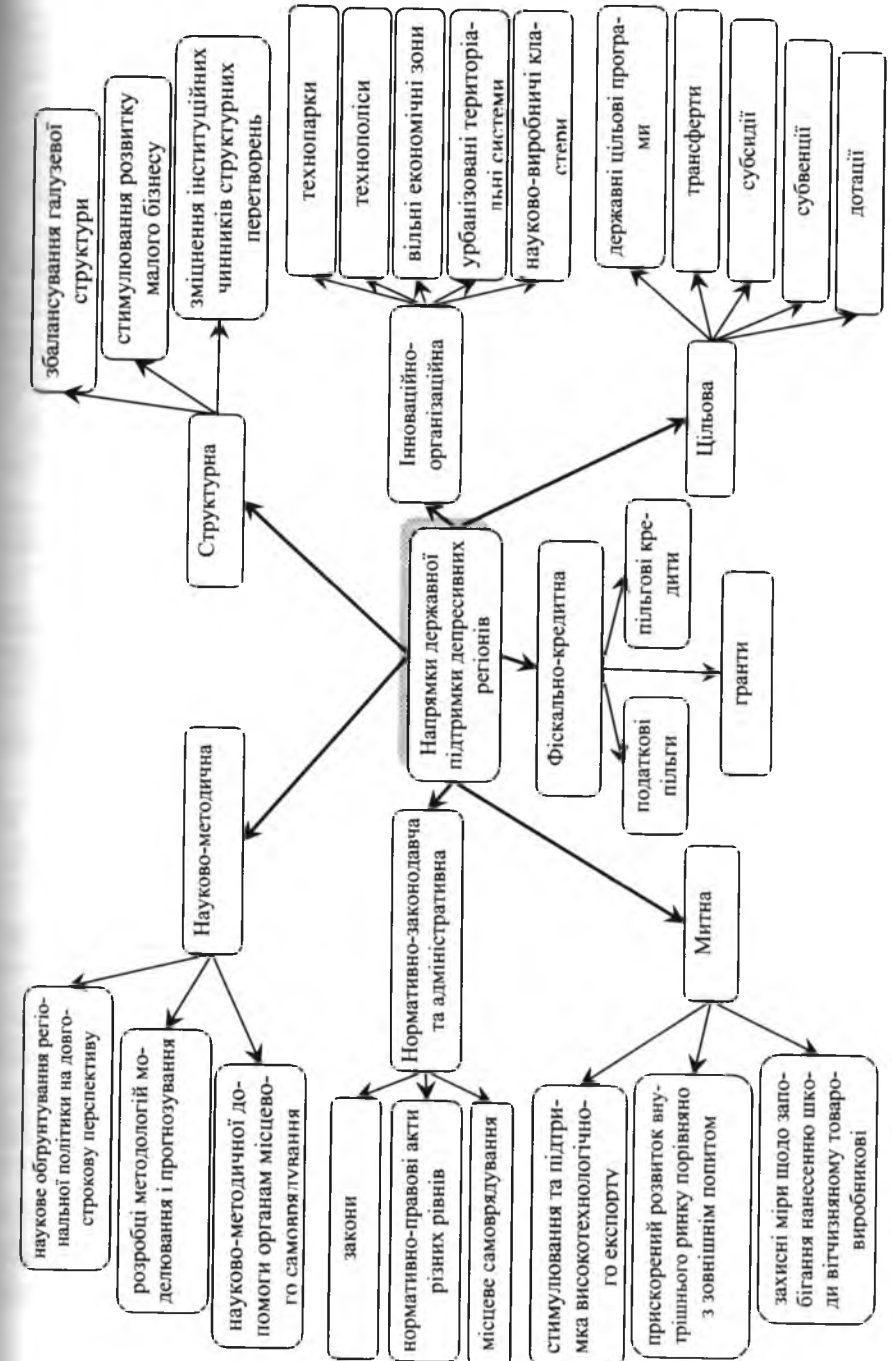 наукове обґрунтування регіо-
нальної політики на довго-
строкову перспективу
розробці методологій мо-
делювання і прогнозування
науково-методичної до-
помоги органам місцево-
го самоврядування
Науково-методична
Структурна
збалансування галузевої
структури
стимулювання розвитку
малого бізнесу
зміцнення інституційних
чинників структурних
перетворень
закони
нормативно-правові акти
різних рівнів
місцеве самоврядування
Нормативно-законодавча
та адміністративна
Напрямки державної
підтримки депресивних
регіонів
Інноваційно-
організаційна
технопарки
технополіси
вільні економічні зони
урбанізовані територіа-
льні системи
науково-виробничі кла-
стери
Фіскально-кредитна
податкові
пільги
гранти
пільгові кре-
дити
стимулювання та підтри-
мка високотехнологічно-
го експорту
прискорений розвиток вну-
трішнього ринку порівняно
з зовнішнім попитом
захисні міри щодо запо-
бігання нанесенню шко-
ди вітчизняному товаро-
виробникові
Митна
Цільова
державні цільові програ-
ми
трансферти
субсидії
субвенції
дотації